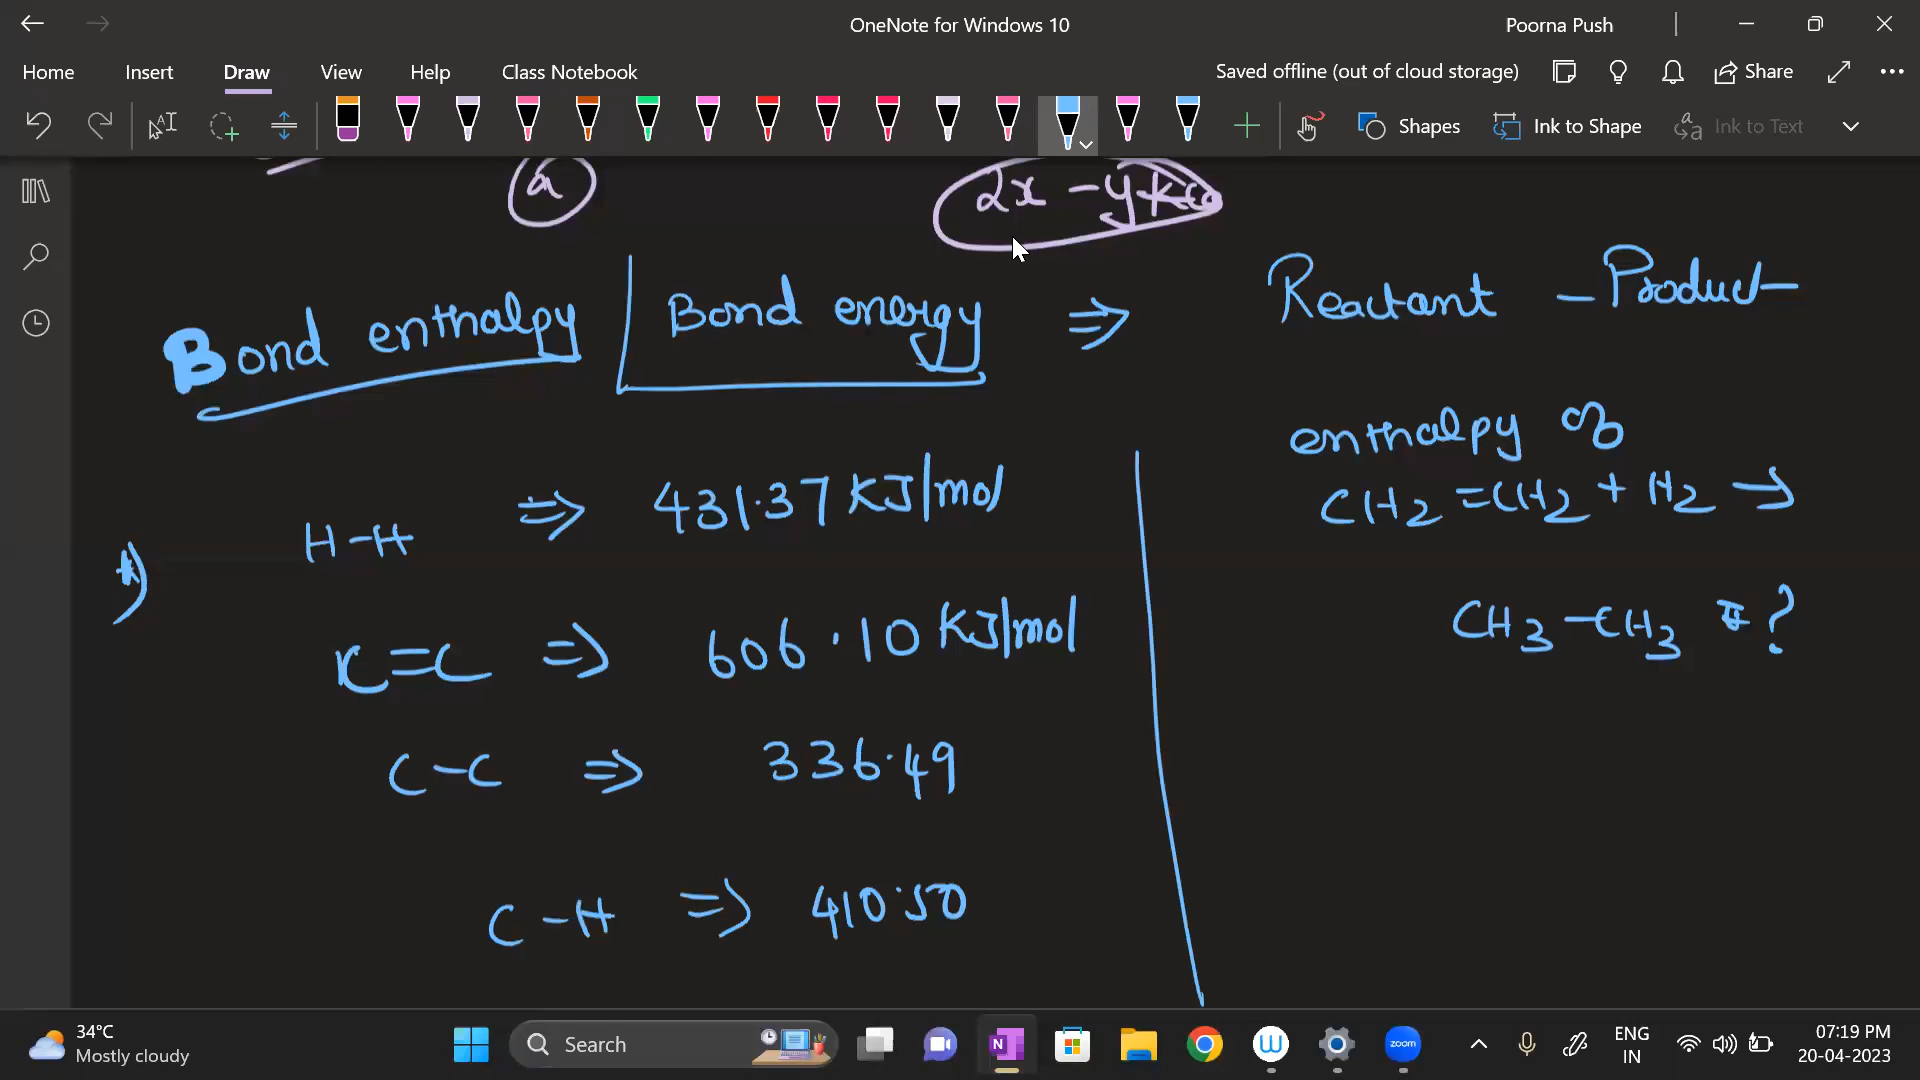 OneNote for Windows 10
Poorna Push
Home Insert Draw View Help Class Notebook
Saved offline (out of cloud storage)
Share
Shapes
Ink to Shape
Ink to Text
a
2x - y
Bond enthalpy | Bond energy ⇒ Reactant - Product
enthalpy of
H-H ⇒ 431.37 KJ/mol
CH2=CH2 + H2 →
1)
CH3-CH3 = ?
C=C ⇒ 606.10 KJ/mol
C-C ⇒ 336.49
C-H ⇒ 410.50
34°C
Mostly cloudy
Search
zoom
ENG
IN
07:19 PM
20-04-2023